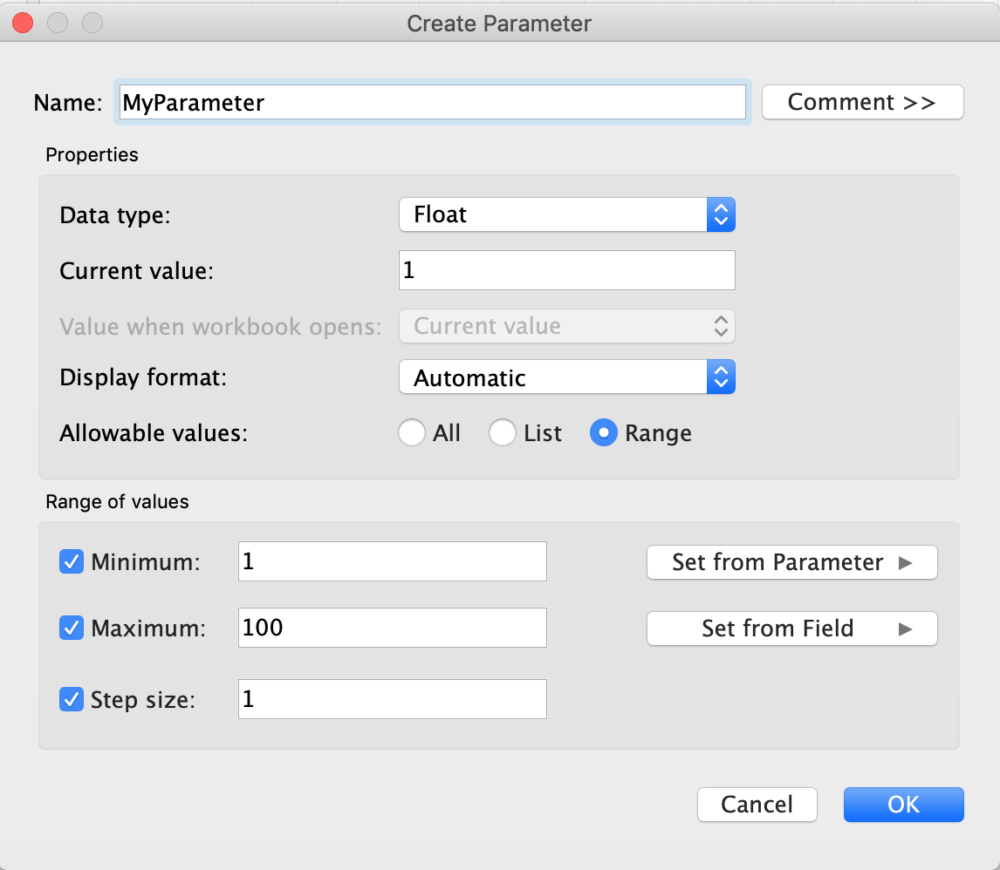 Create Parameter
Name: MyParameter Comment >>
Properties
Data type: Float
Current value: 1
Value when workbook opens: Current value
Display format: Automatic
Allowable values: All List Range
Range of values
Minimum: 1 Set from Parameter
Maximum: 100 Set from Field
Step size: 1
Cancel OK